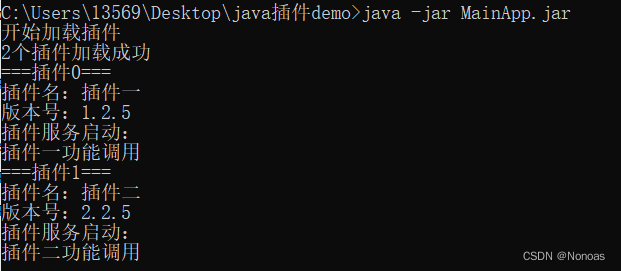 C:\Users\13569\Desktop\java插件demo>java -jar MainApp.jar
开始加载插件
2个插件加载成功
===插件0===
插件名: 插件一
版本号: 1.2.5
插件服务启动:
插件一功能调用
===插件1===
插件名: 插件二
版本号: 2.2.5
插件服务启动:
插件二功能调用
CSDN @Nonoas